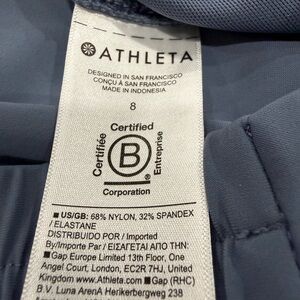 ATHLETA
DESIGNED IN SAN FRANCISCO
CONÇU À SAN FRANCISCO
MADE IN INDONESIA
8
Certified
Certifiée
B
Entreprise
Corporation
■ US/GB: 68% NYLON, 32% SPANDEX
/ ELASTANE
DISTRIBUIDO POR / Imported
By/Importe Par / ΕΙΣΑΓΕΤΑΙ ΑΠΟ ΤΗΝ:
■ Gap Europe Limited 13th Floor, One
Angel Court, London, EC2R 7HJ, United
Kingdom www.Athleta.com ■ Gap (RHC)
B.V. Luna ArenA Herikerbergweg 238